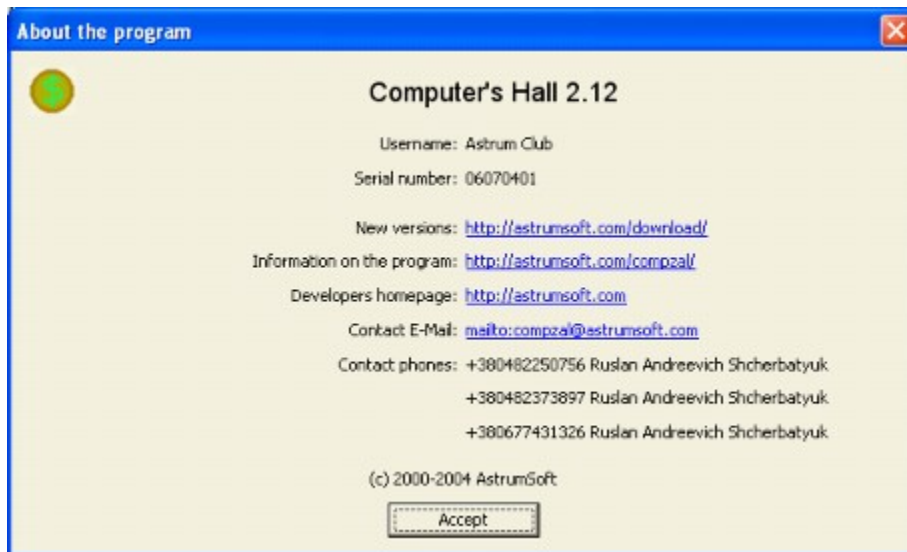 About the program
Computer's Hall 2.12
Username: Astrum Club
Serial number: 06070401
New versions: http://astrumsoft.com/download/
Information on the program: http://astrumsoft.com/compzal/
Developers homepage: http://astrumsoft.com
Contact E-Mail: mailto:compzal@astrumsoft.com
Contact phones: +380482250756 Ruslan Andreevich Shcherbatyuk
+380482373897 Ruslan Andreevich Shcherbatyuk
+380677431326 Ruslan Andreevich Shcherbatyuk
(c) 2000-2004 AstrumSoft
Accept